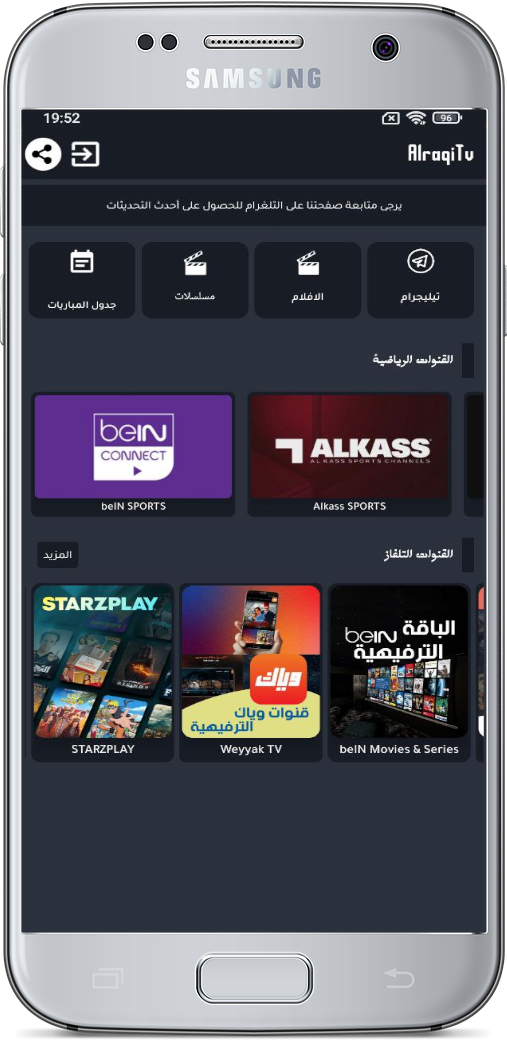 SAMSUNG
19:52
96
AlraqiTv
يرجى متابعة صفحتنا على التلغرام للحصول على أحدث التحديثات
تيليجرام
الافلام
مسلسلات
جدول المباريات
القنوات الرياضية
beIN
CONNECT
beIN SPORTS
ALKASS
AL KASS SPORTS CHANNELS
Alkass SPORTS
القنوات التلفاز
المزيد
STARZPLAY
STARZPLAY
وياك
قنوات وياك
الترفيهية
Weyyak TV
الباقة beIN
الترفيهية
beIN Movies & Series